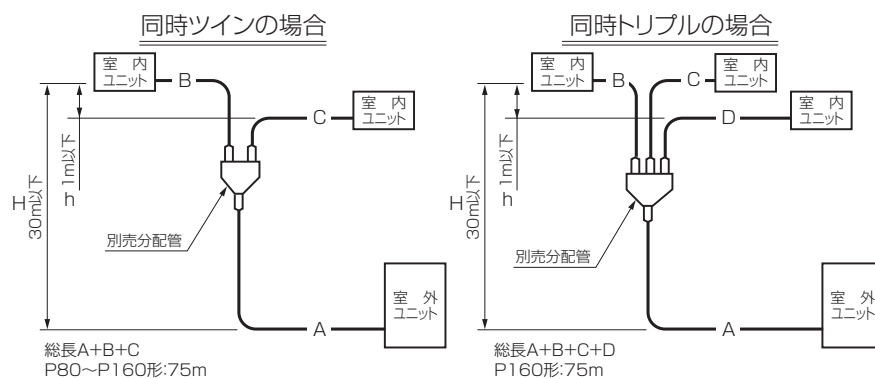 同時ツインの場合
室 内
ユニット
B
C
室 内
ユニット
H
30m以下
h
1m以下
別売分配管
A
室 外
ユニット
総長A+B+C
P80～P160形:75m
同時トリプルの場合
室 内
ユニット
B
C
室 内
ユニット
D
室 内
ユニット
H
30m以下
h
1m以下
別売分配管
A
室 外
ユニット
総長A+B+C+D
P160形:75m